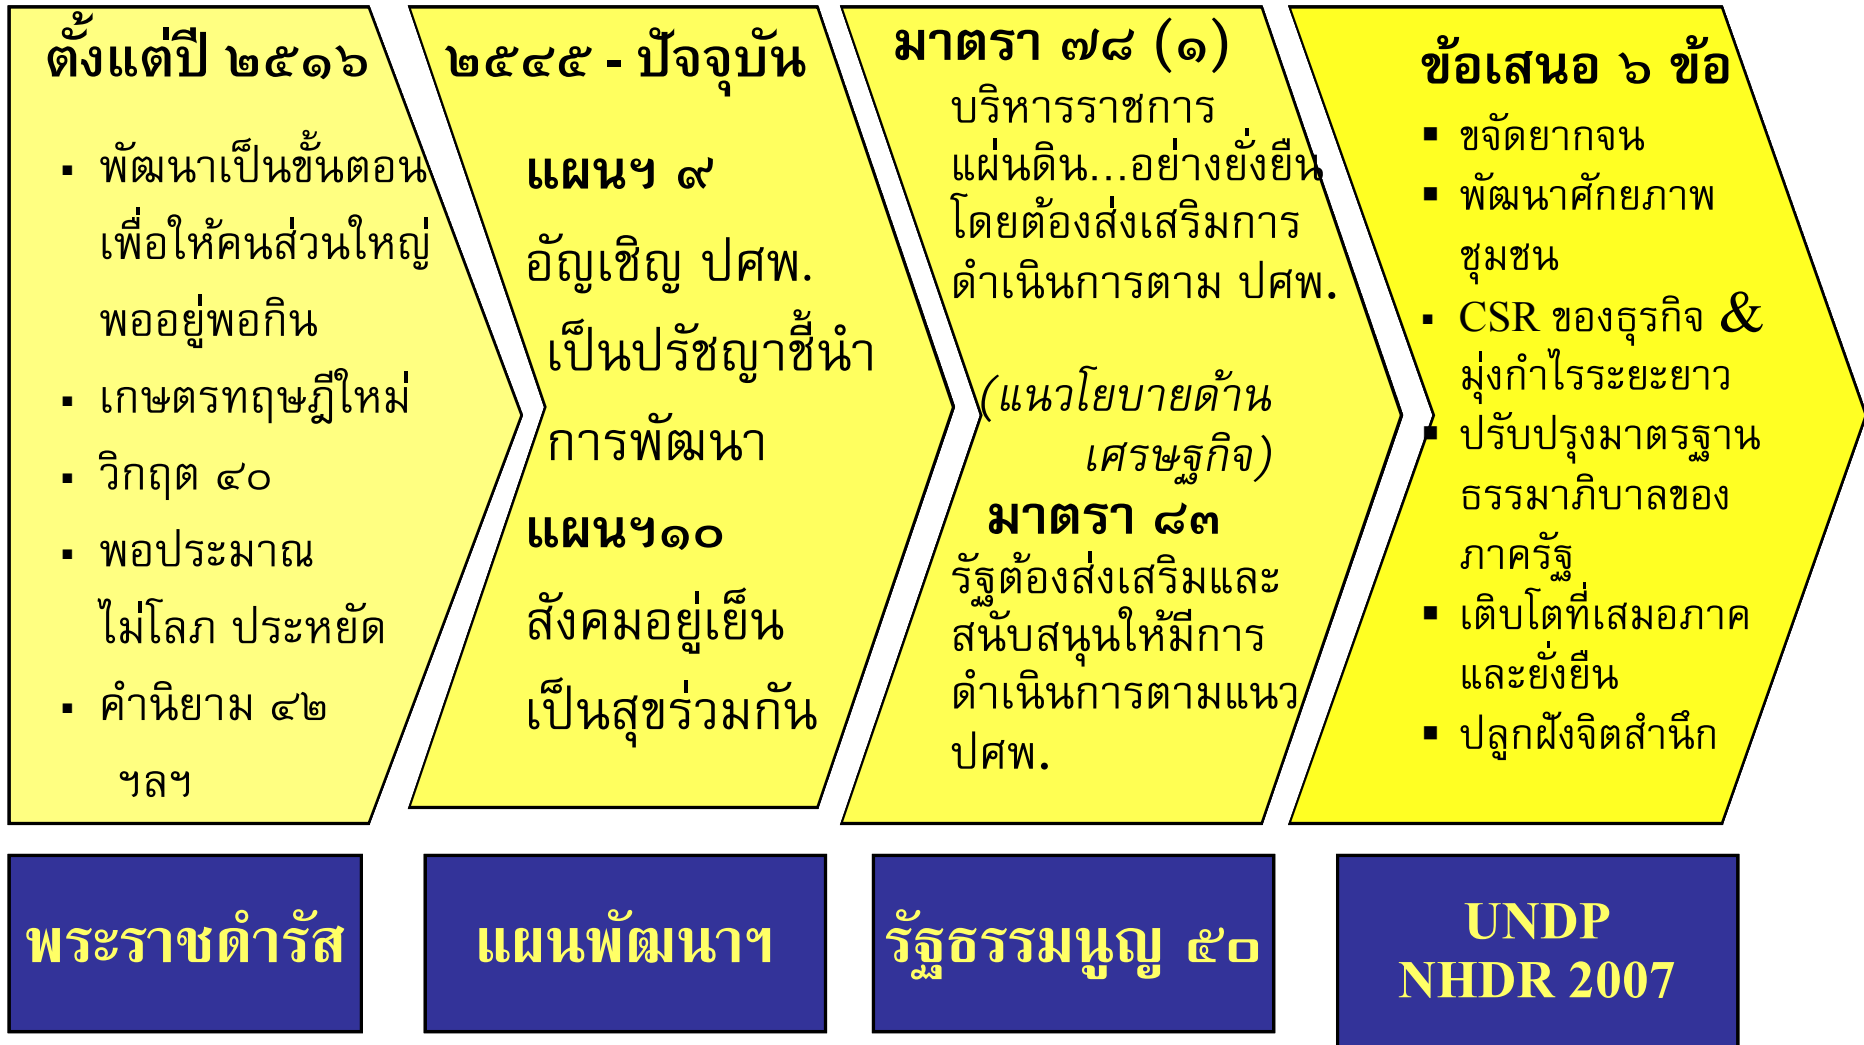 ตั้งแต่ปี ๒๕๑๖
▪ พัฒนาเป็นขั้นตอน
เพื่อให้คนส่วนใหญ่
พออยู่พอกิน
▪ เกษตรทฤษฎีใหม่
▪ วิกฤต ๔๐
▪ พอประมาณ
ไม่โลภ ประหยัด
▪ คำนิยาม ๔๒
ฯลฯ
พระราชดำรัส
๒๕๔๕ - ปัจจุบัน
แผนฯ ๙
อัญเชิญ ปศพ.
เป็นปรัชญาชี้นำ
การพัฒนา
แผนฯ๑๐
สังคมอยู่เย็น
เป็นสุขร่วมกัน
แผนพัฒนาฯ
มาตรา ๗๘ (๑)
บริหารราชการ
แผ่นดิน...อย่างยั่งยืน
โดยต้องส่งเสริมการ
ดำเนินการตาม ปศพ.
(แนวโยบายด้าน
เศรษฐกิจ)
มาตรา ๘๓
รัฐต้องส่งเสริมและ
สนับสนุนให้มีการ
ดำเนินการตามแนว
ปศพ.
รัฐธรรมนูญ ๕๐
ข้อเสนอ ๖ ข้อ
▪ ขจัดยากจน
▪ พัฒนาศักยภาพ
ชุมชน
▪ CSR ของธุรกิจ &
มุ่งกำไรระยะยาว
▪ ปรับปรุงมาตรฐาน
ธรรมาภิบาลของ
ภาครัฐ
▪ เติบโตที่เสมอภาค
และยั่งยืน
▪ ปลูกฝังจิตสำนึก
UNDP
NHDR 2007